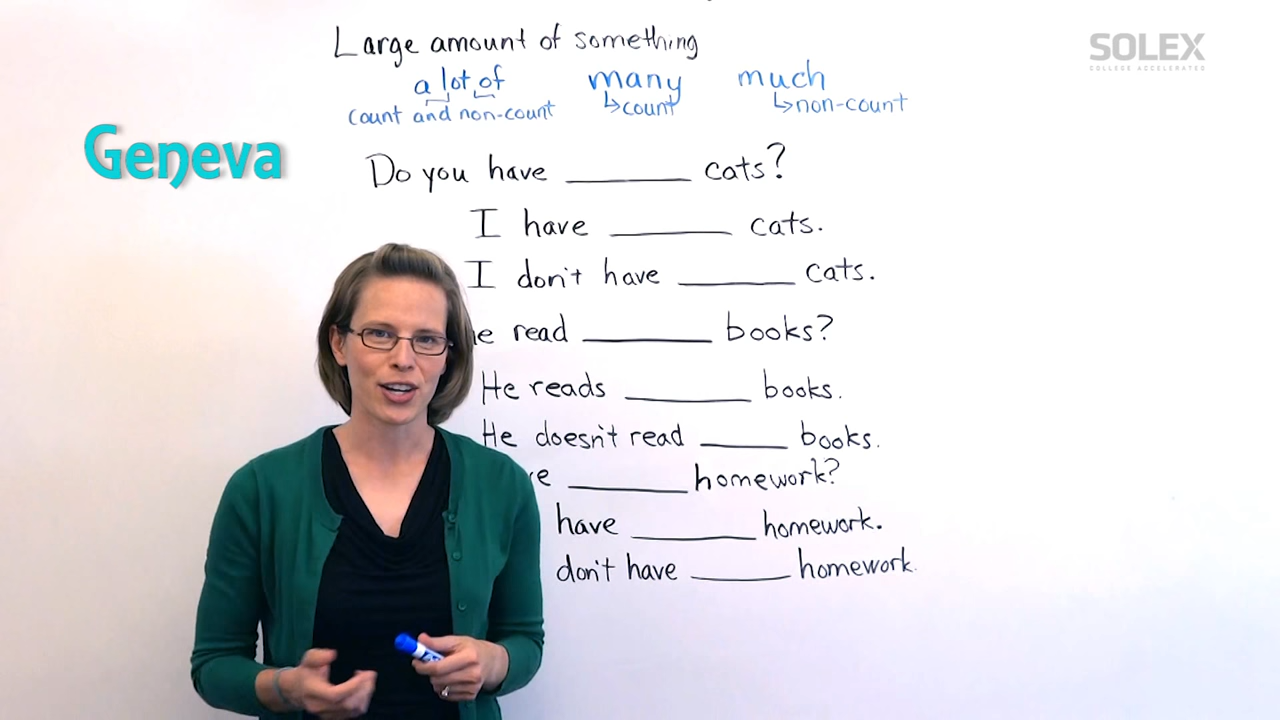 Large amount of something
a lot of many much
count and non-count ↳count ↳non-count
SOLEX
COLLEGE ACCELERATED
Geneva
Do you have ______ cats?
I have ______ cats.
I don't have ______ cats.
read ______ books?
He reads ______ books.
He doesn't read ______ books.
______ homework?
have ______ homework.
don't have ______ homework.